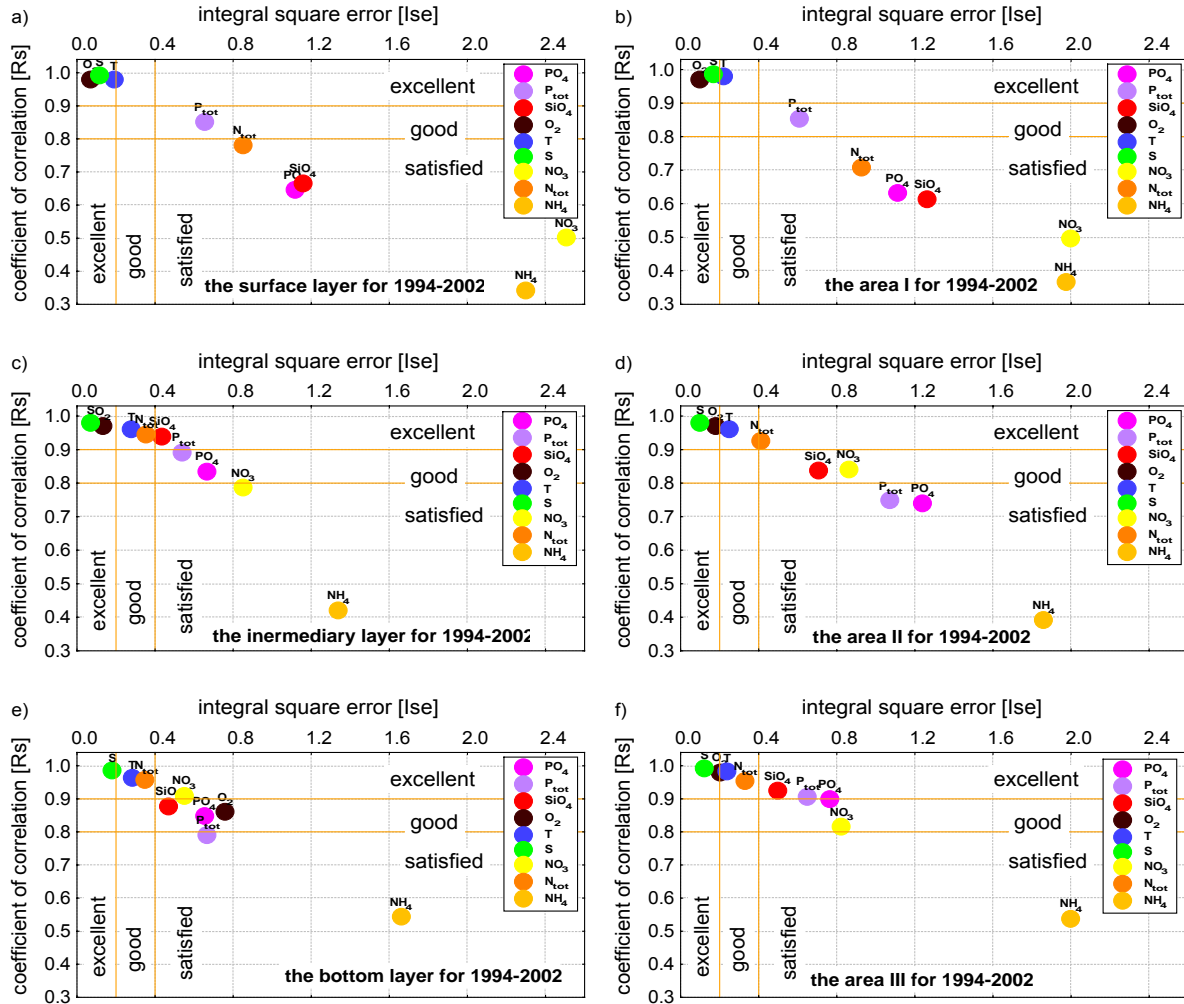 a)
integral square error [Ise]
0.0 0.4 0.8 1.2 1.6 2.0 2.4
coefficient of correlation [Rs]
1.0
0.9
0.8
0.7
0.6
0.5
0.4
0.3
O2 S T
Ptot
Ntot
SiO4
PO4
NO3
NH4
excellent
good
satisfied
excellent
good
satisfied
PO4
Ptot
SiO4
O2
T
S
NO3
Ntot
NH4
the surface layer for 1994-2002
b)
integral square error [Ise]
0.0 0.4 0.8 1.2 1.6 2.0 2.4
coefficient of correlation [Rs]
1.0
0.9
0.8
0.7
0.6
0.5
0.4
0.3
O2 S T
Ptot
Ntot
PO4
SiO4
NO3
NH4
excellent
good
satisfied
excellent
good
satisfied
PO4
Ptot
SiO4
O2
T
S
NO3
Ntot
NH4
the area I for 1994-2002
c)
integral square error [Ise]
0.0 0.4 0.8 1.2 1.6 2.0 2.4
coefficient of correlation [Rs]
1.0
0.9
0.8
0.7
0.6
0.5
0.4
0.3
S O2 T Ntot SiO4
Ptot
PO4
NO3
NH4
excellent
good
satisfied
excellent
good
satisfied
PO4
Ptot
SiO4
O2
T
S
NO3
Ntot
NH4
the inermediary layer for 1994-2002
d)
integral square error [Ise]
0.0 0.4 0.8 1.2 1.6 2.0 2.4
coefficient of correlation [Rs]
1.0
0.9
0.8
0.7
0.6
0.5
0.4
0.3
S O2 T
Ntot
SiO4
NO3
Ptot
PO4
NH4
excellent
good
satisfied
excellent
good
satisfied
PO4
Ptot
SiO4
O2
T
S
NO3
Ntot
NH4
the area II for 1994-2002
e)
integral square error [Ise]
0.0 0.4 0.8 1.2 1.6 2.0 2.4
coefficient of correlation [Rs]
1.0
0.9
0.8
0.7
0.6
0.5
0.4
0.3
S T Ntot
NO3
SiO4
PO4
O2
Ptot
NH4
excellent
good
satisfied
excellent
good
satisfied
PO4
Ptot
SiO4
O2
T
S
NO3
Ntot
NH4
the bottom layer for 1994-2002
f)
integral square error [Ise]
0.0 0.4 0.8 1.2 1.6 2.0 2.4
coefficient of correlation [Rs]
1.0
0.9
0.8
0.7
0.6
0.5
0.4
0.3
S O2 T
Ntot
SiO4
Ptot
PO4
NO3
NH4
excellent
good
satisfied
excellent
good
satisfied
PO4
Ptot
SiO4
O2
T
S
NO3
Ntot
NH4
the area III for 1994-2002